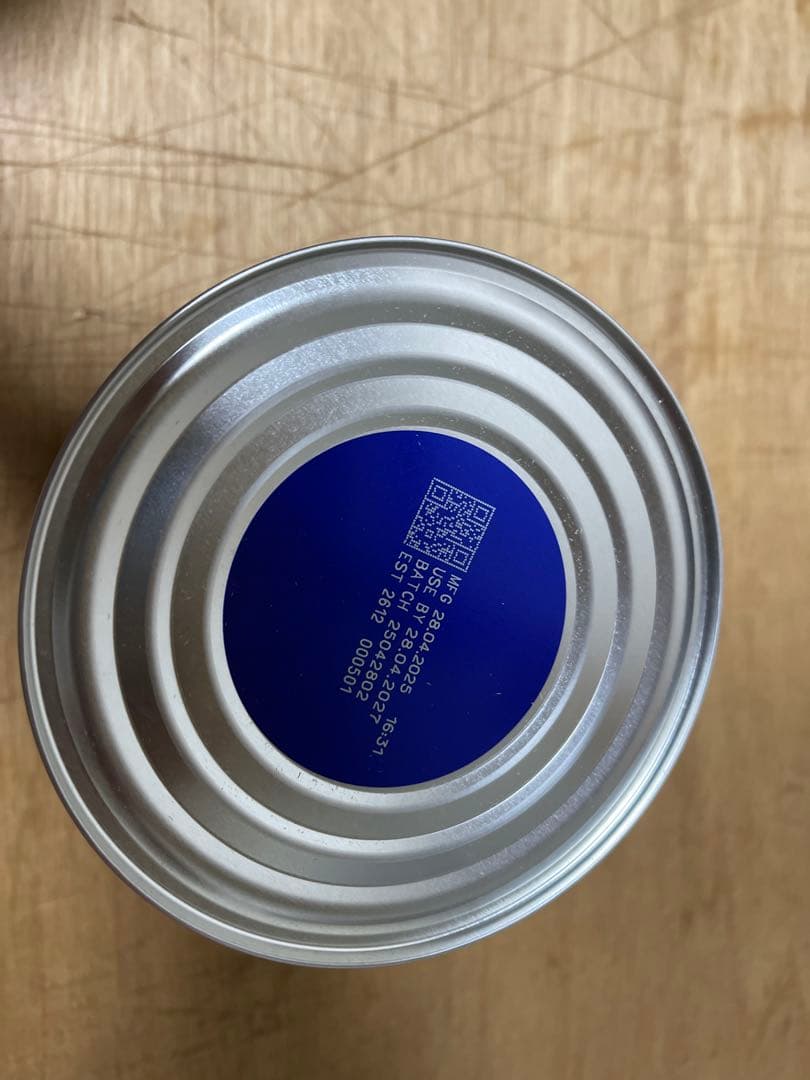 MFG 28.04.2025
USE BY 28.04.2027 16:31
BATCH 25042802
EST 2612 000501